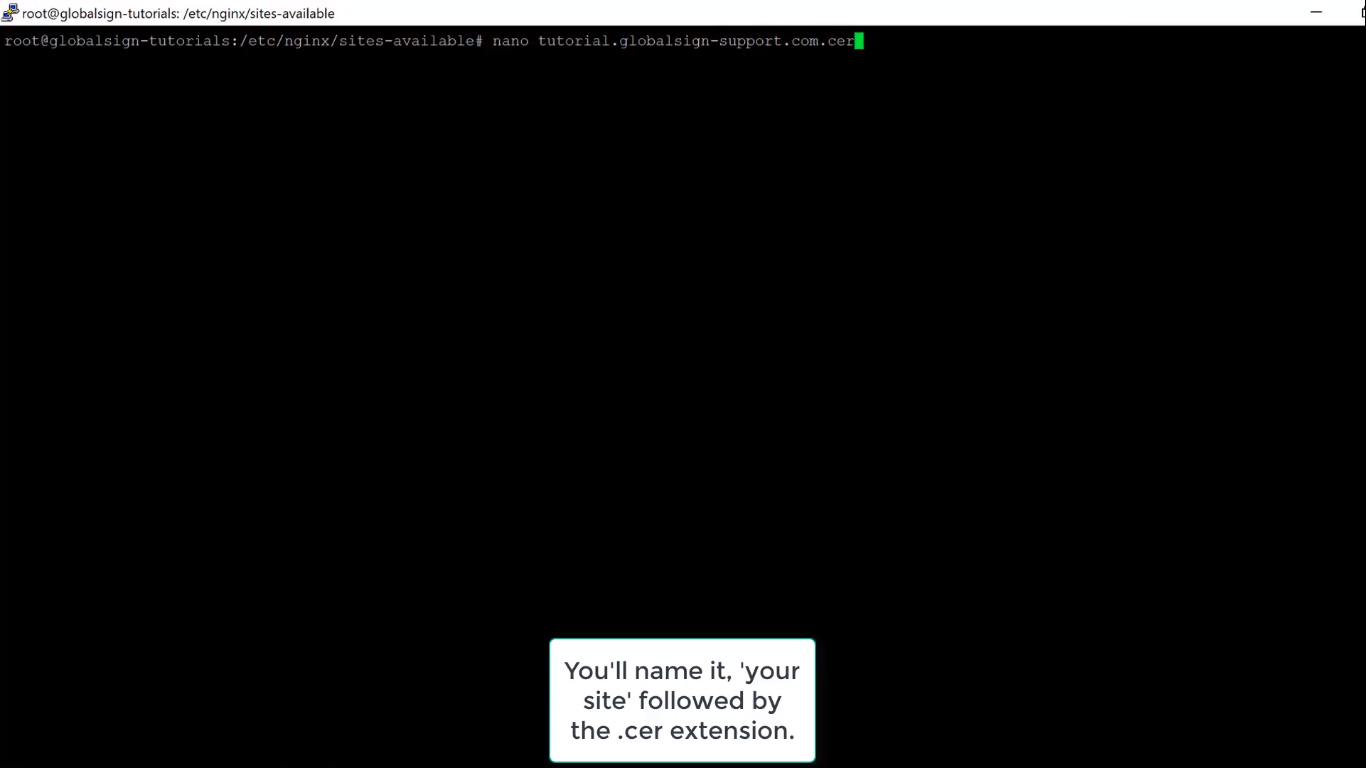 root@globalsign-tutorials: /etc/nginx/sites-available
root@globalsign-tutorials:/etc/nginx/sites-available# nano tutorial.globalsign-support.com.cer
You'll name it, 'your
site' followed by
the .cer extension.